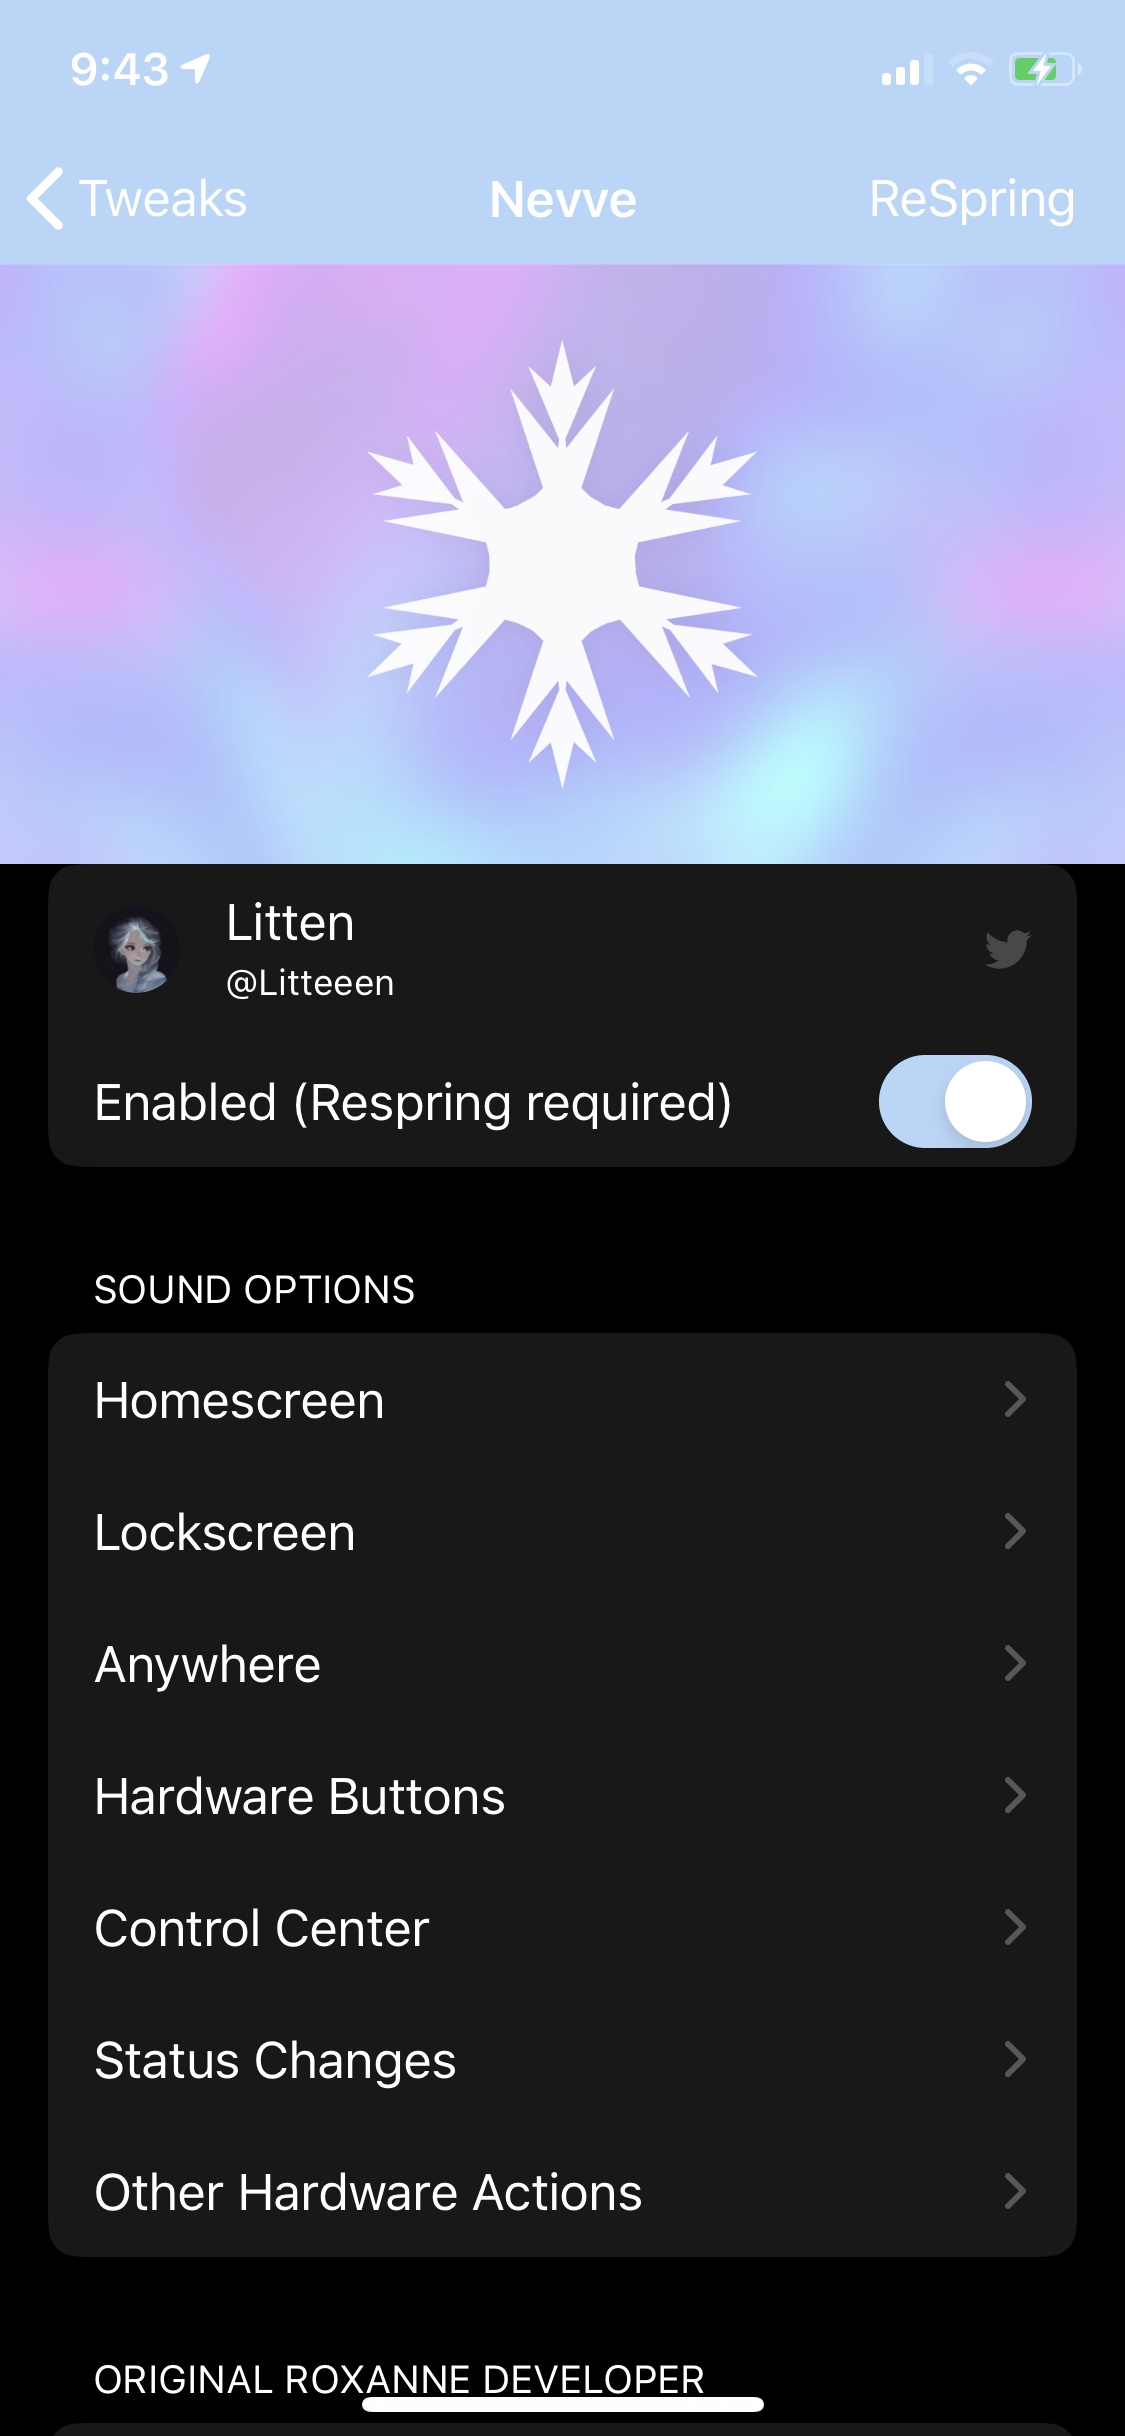 9:43
Tweaks
Nevve
ReSpring
Litten
@Litteeen
Enabled (Respring required)
SOUND OPTIONS
Homescreen
Lockscreen
Anywhere
Hardware Buttons
Control Center
Status Changes
Other Hardware Actions
ORIGINAL ROXANNE DEVELOPER